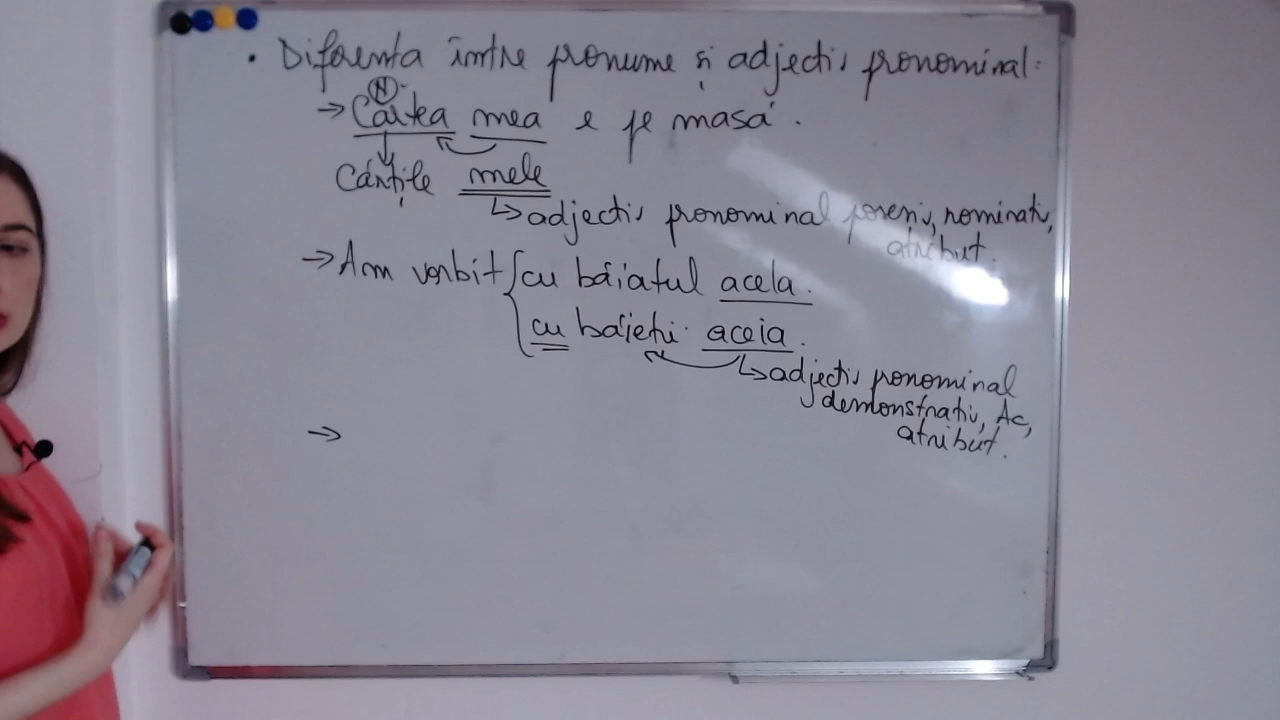 • Diferența între pronume și adjectiv pronominal:
N
→ Cartea mea e pe masă.
Cărțile mele
↳ adjectiv pronominal posesiv, nominativ,
atribut.
→ Am vorbit { cu băiatul acela.
cu băieții aceia.
↳ adjectiv pronominal
demonstrativ, Ac,
atribut.
→